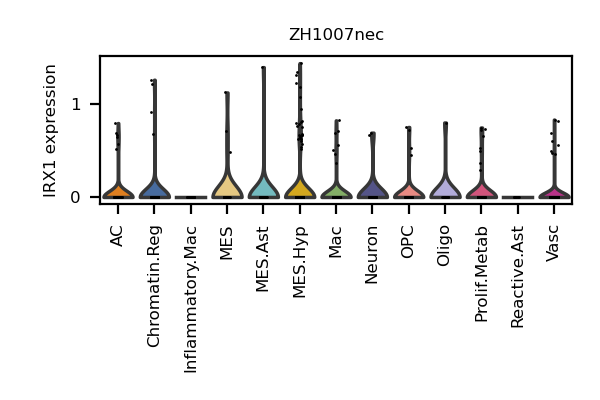 ZH1007nec
IRX1 expression
1
0
AC
Chromatin.Reg
Inflammatory.Mac
MES
MES.Ast
MES.Hyp
Mac
Neuron
OPC
Oligo
Prolif.Metab
Reactive.Ast
Vasc